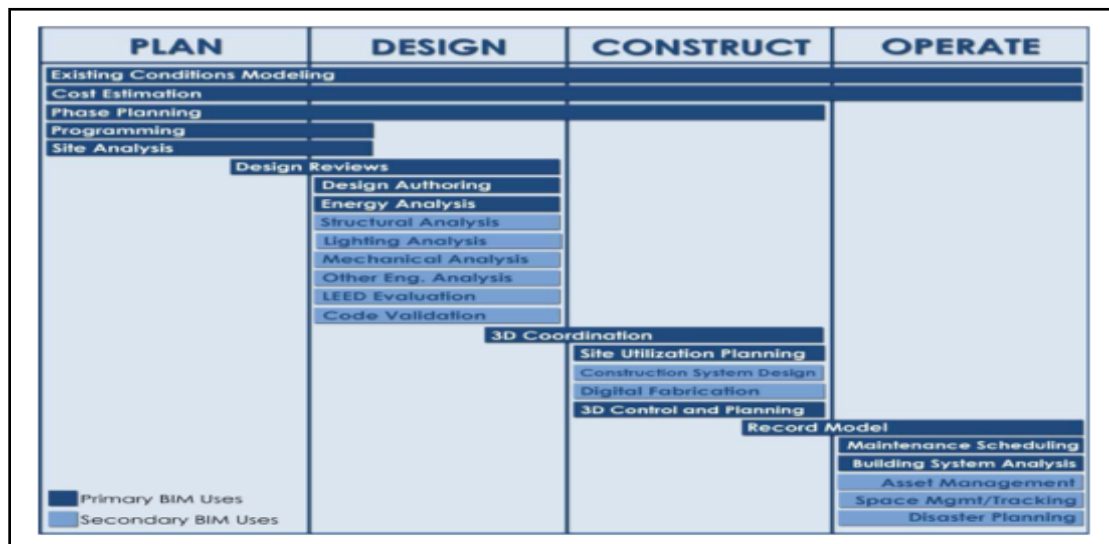 PLAN DESIGN CONSTRUCT OPERATE
Existing Conditions Modeling
Cost Estimation
Phase Planning
Programming
Site Analysis
Design Reviews
Design Authoring
Energy Analysis
Structural Analysis
Lighting Analysis
Mechanical Analysis
Other Eng. Analysis
LEED Evaluation
Code Validation
3D Coordination
Site Utilization Planning
Construction System Design
Digital Fabrication
3D Control and Planning
Record Model
Maintenance Scheduling
Building System Analysis
Asset Management
Space Mgmt/Tracking
Disaster Planning
Primary BIM Uses
Secondary BIM Uses